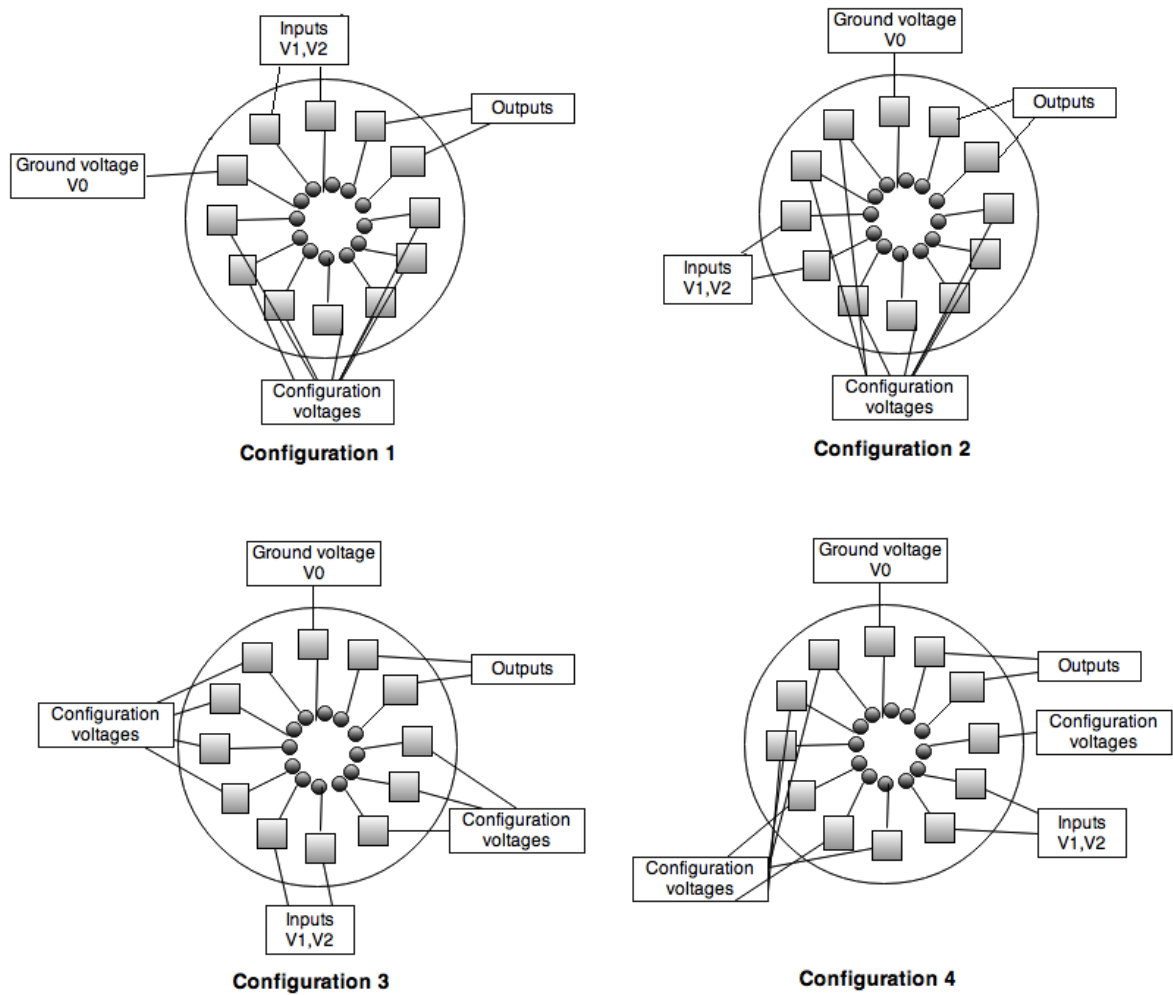 Inputs
V1,V2
Outputs
Ground voltage
V0
Configuration
voltages
Configuration 1
Ground voltage
V0
Outputs
Inputs
V1,V2
Configuration
voltages
Configuration 2
Ground voltage
V0
Outputs
Configuration
voltages
Configuration
voltages
Inputs
V1,V2
Configuration 3
Ground voltage
V0
Outputs
Configuration
voltages
Inputs
V1,V2
Configuration
voltages
Configuration 4